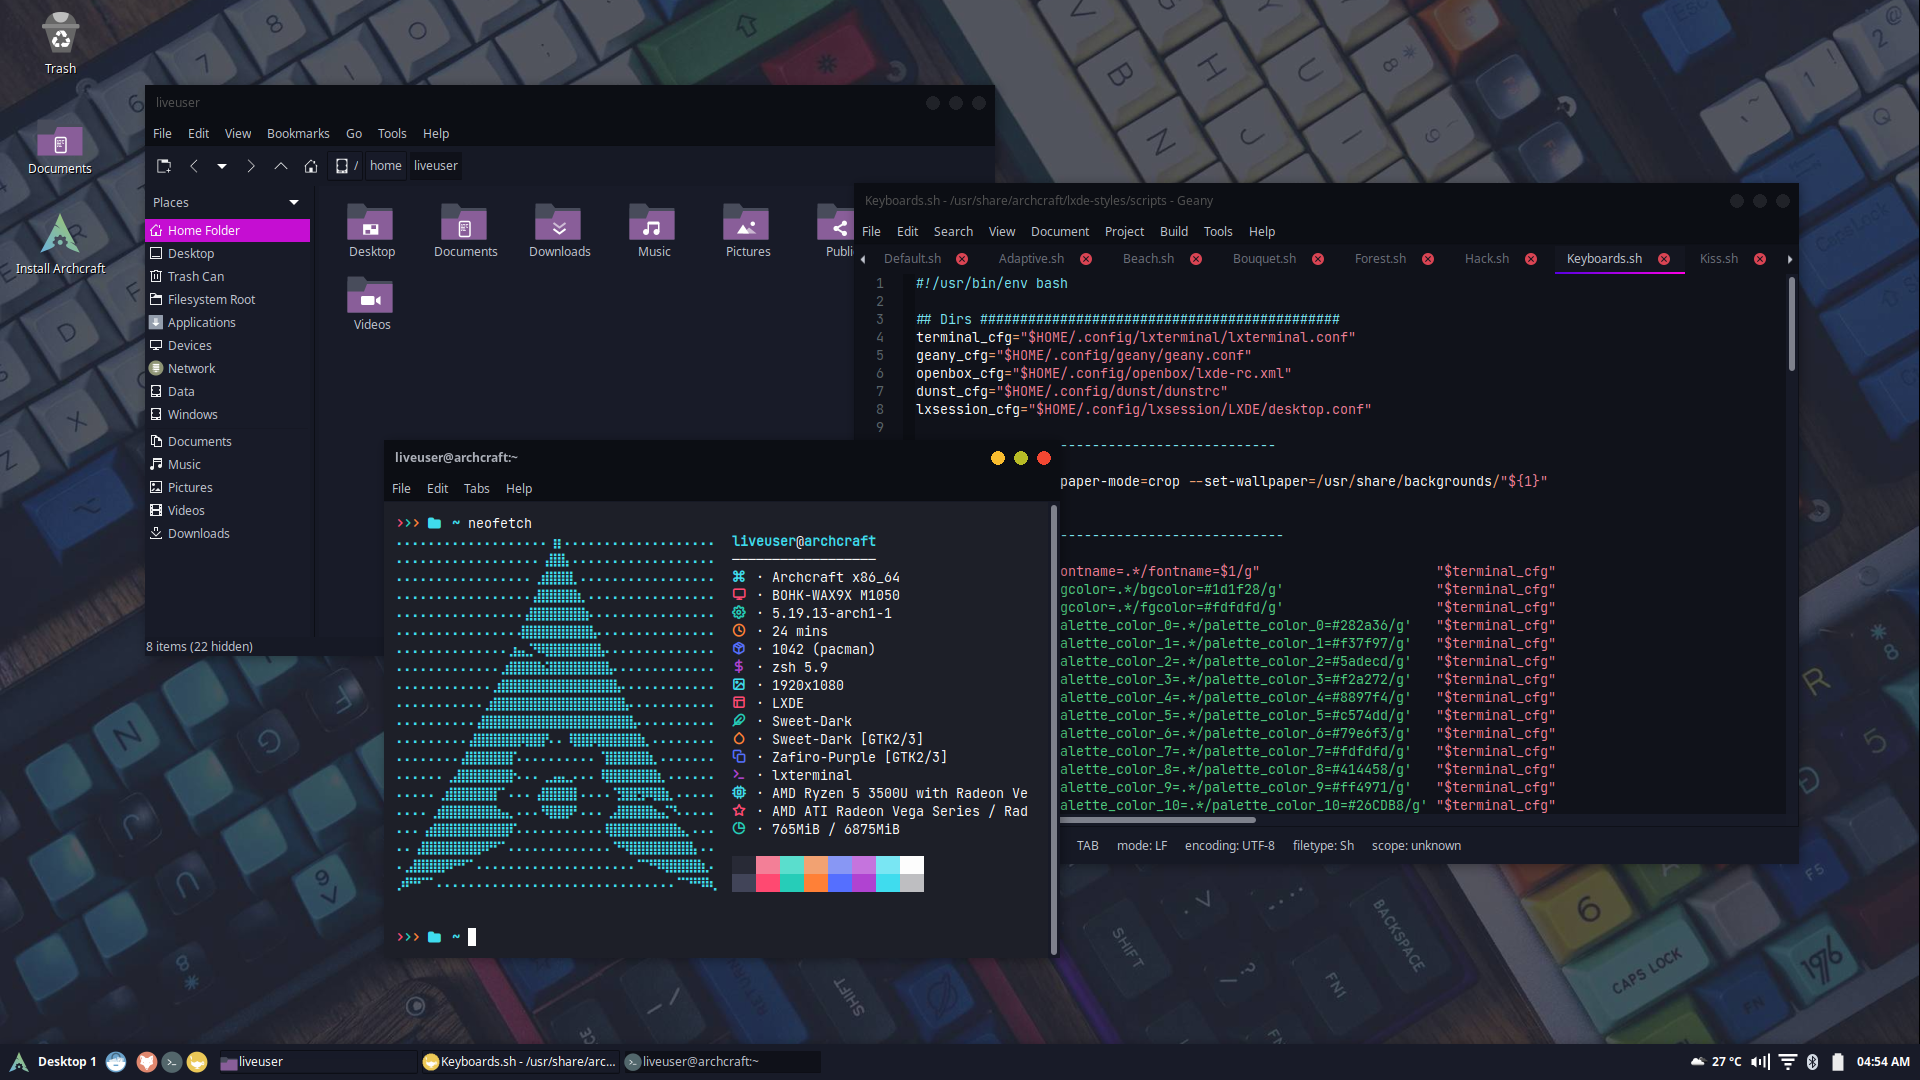 Trash
Documents
Install Archcraft
liveuser
File Edit View Bookmarks Go Tools Help
/ home liveuser
Places
Home Folder
Desktop
Trash Can
Filesystem Root
Applications
Devices
Network
Data
Windows
Documents
Music
Pictures
Videos
Downloads
Desktop Documents Downloads Music Pictures Publi
Videos
8 items (22 hidden)
Keyboards.sh - /usr/share/archcraft/lxde-styles/scripts - Geany
File Edit Search View Document Project Build Tools Help
Default.sh Adaptive.sh Beach.sh Bouquet.sh Forest.sh Hack.sh Keyboards.sh Kiss.sh
1 #!/usr/bin/env bash
2
3 ## Dirs #############################################
4 terminal_cfg="$HOME/.config/lxterminal/lxterminal.conf"
5 geany_cfg="$HOME/.config/geany/geany.conf"
6 openbox_cfg="$HOME/.config/openbox/lxde-rc.xml"
7 dunst_cfg="$HOME/.config/dunst/dunstrc"
8 lxsession_cfg="$HOME/.config/lxsession/LXDE/desktop.conf"
9
---------------------------
paper-mode=crop --set-wallpaper=/usr/share/backgrounds/"${1}"
----------------------------
ontname=.*/fontname=$1/g" "$terminal_cfg"
gcolor=.*/bgcolor=#1d1f28/g' "$terminal_cfg"
gcolor=.*/fgcolor=#fdfdfd/g' "$terminal_cfg"
alette_color_0=.*/palette_color_0=#282a36/g' "$terminal_cfg"
alette_color_1=.*/palette_color_1=#f37f97/g' "$terminal_cfg"
alette_color_2=.*/palette_color_2=#5adecd/g' "$terminal_cfg"
alette_color_3=.*/palette_color_3=#f2a272/g' "$terminal_cfg"
alette_color_4=.*/palette_color_4=#8897f4/g' "$terminal_cfg"
alette_color_5=.*/palette_color_5=#c574dd/g' "$terminal_cfg"
alette_color_6=.*/palette_color_6=#79e6f3/g' "$terminal_cfg"
alette_color_7=.*/palette_color_7=#fdfdfd/g' "$terminal_cfg"
alette_color_8=.*/palette_color_8=#414458/g' "$terminal_cfg"
alette_color_9=.*/palette_color_9=#ff4971/g' "$terminal_cfg"
alette_color_10=.*/palette_color_10=#26CDB8/g' "$terminal_cfg"
TAB mode: LF encoding: UTF-8 filetype: Sh scope: unknown
liveuser@archcraft:~
File Edit Tabs Help
~ neofetch
liveuser@archcraft
Archcraft x86_64
BOHK-WAX9X M1050
5.19.13-arch1-1
24 mins
1042 (pacman)
zsh 5.9
1920x1080
LXDE
Sweet-Dark
Sweet-Dark [GTK2/3]
Zafiro-Purple [GTK2/3]
lxterminal
AMD Ryzen 5 3500U with Radeon Ve
AMD ATI Radeon Vega Series / Rad
765MiB / 6875MiB
~
BACKSPACE
SHIFT
FN1
CAPS LOCK
1976
FN
F5
6
Desktop 1 liveuser Keyboards.sh - /usr/share/arc... liveuser@archcraft:~ 27 °C 04:54 AM